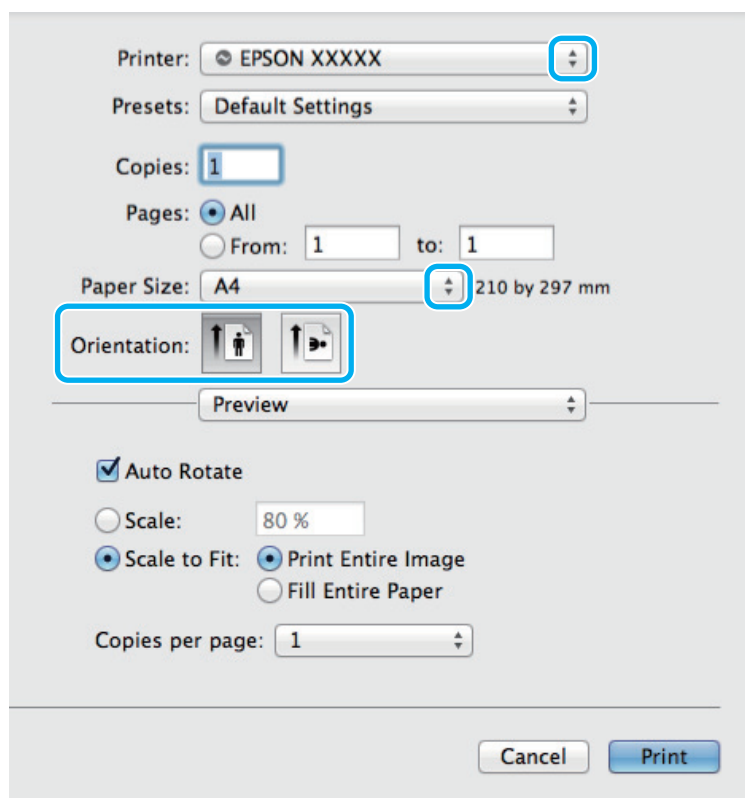 Printer: EPSON XXXXX
Presets: Default Settings
Copies: 1
Pages: All
From: 1 to: 1
Paper Size: A4 210 by 297 mm
Orientation:
Preview
Auto Rotate
Scale: 80 %
Scale to Fit: Print Entire Image
Fill Entire Paper
Copies per page: 1
Cancel Print